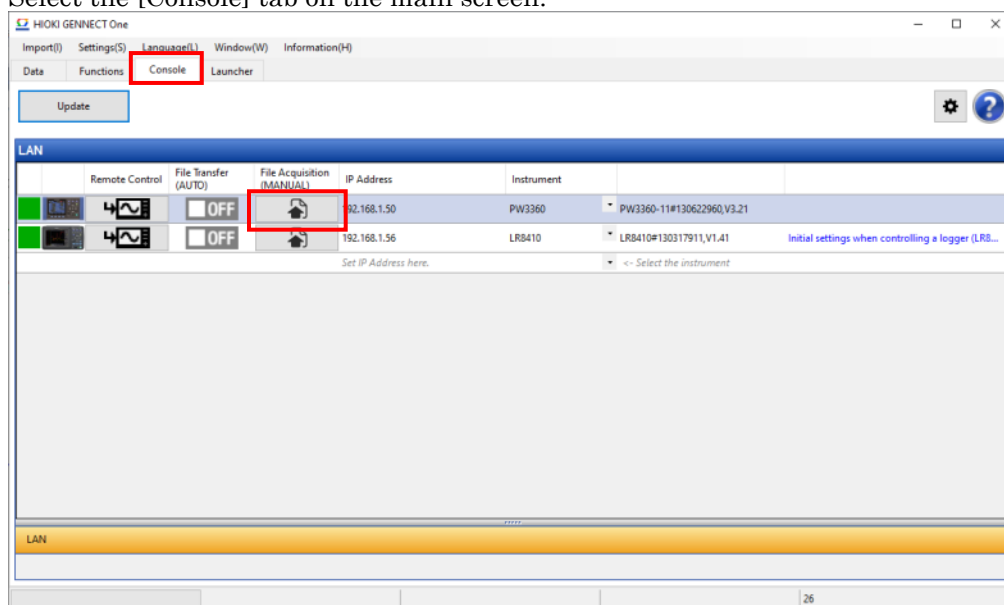 Select the [Console] tab on the main screen.
HIOKI GENNECT One
Import(I) Settings(S) Language(L) Window(W) Information(H)
Data Functions Console Launcher
Update
?
LAN
Remote Control File Transfer (AUTO) File Acquisition (MANUAL) IP Address Instrument
OFF 192.168.1.50 PW3360 PW3360-11#130622960,V3.21
OFF 192.168.1.56 LR8410 LR8410#130317911,V1.41 Initial settings when controlling a logger (LR8...
Set IP Address here. <- Select the instrument
LAN
26